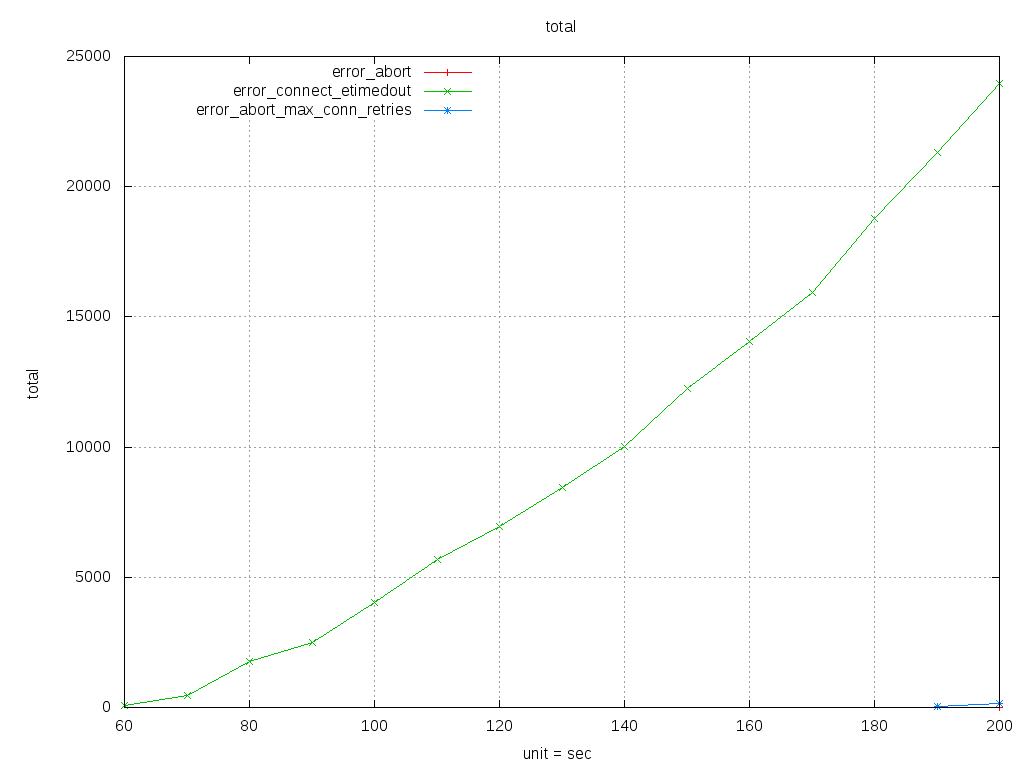 total
25000
20000
15000
10000
5000
0
total
error_abort
error_connect_etimedout
error_abort_max_conn_retries
60 80 100 120 140 160 180 200
unit = sec